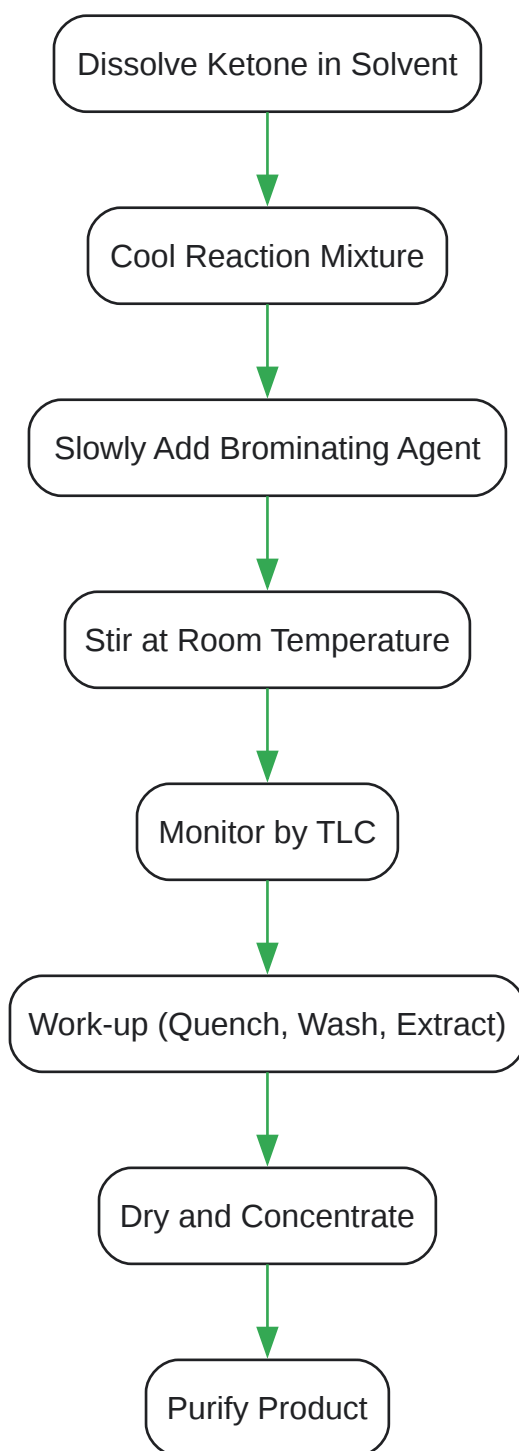 Dissolve Ketone in Solvent
Cool Reaction Mixture
Slowly Add Brominating Agent
Stir at Room Temperature
Monitor by TLC
Work-up (Quench, Wash, Extract)
Dry and Concentrate
Purify Product